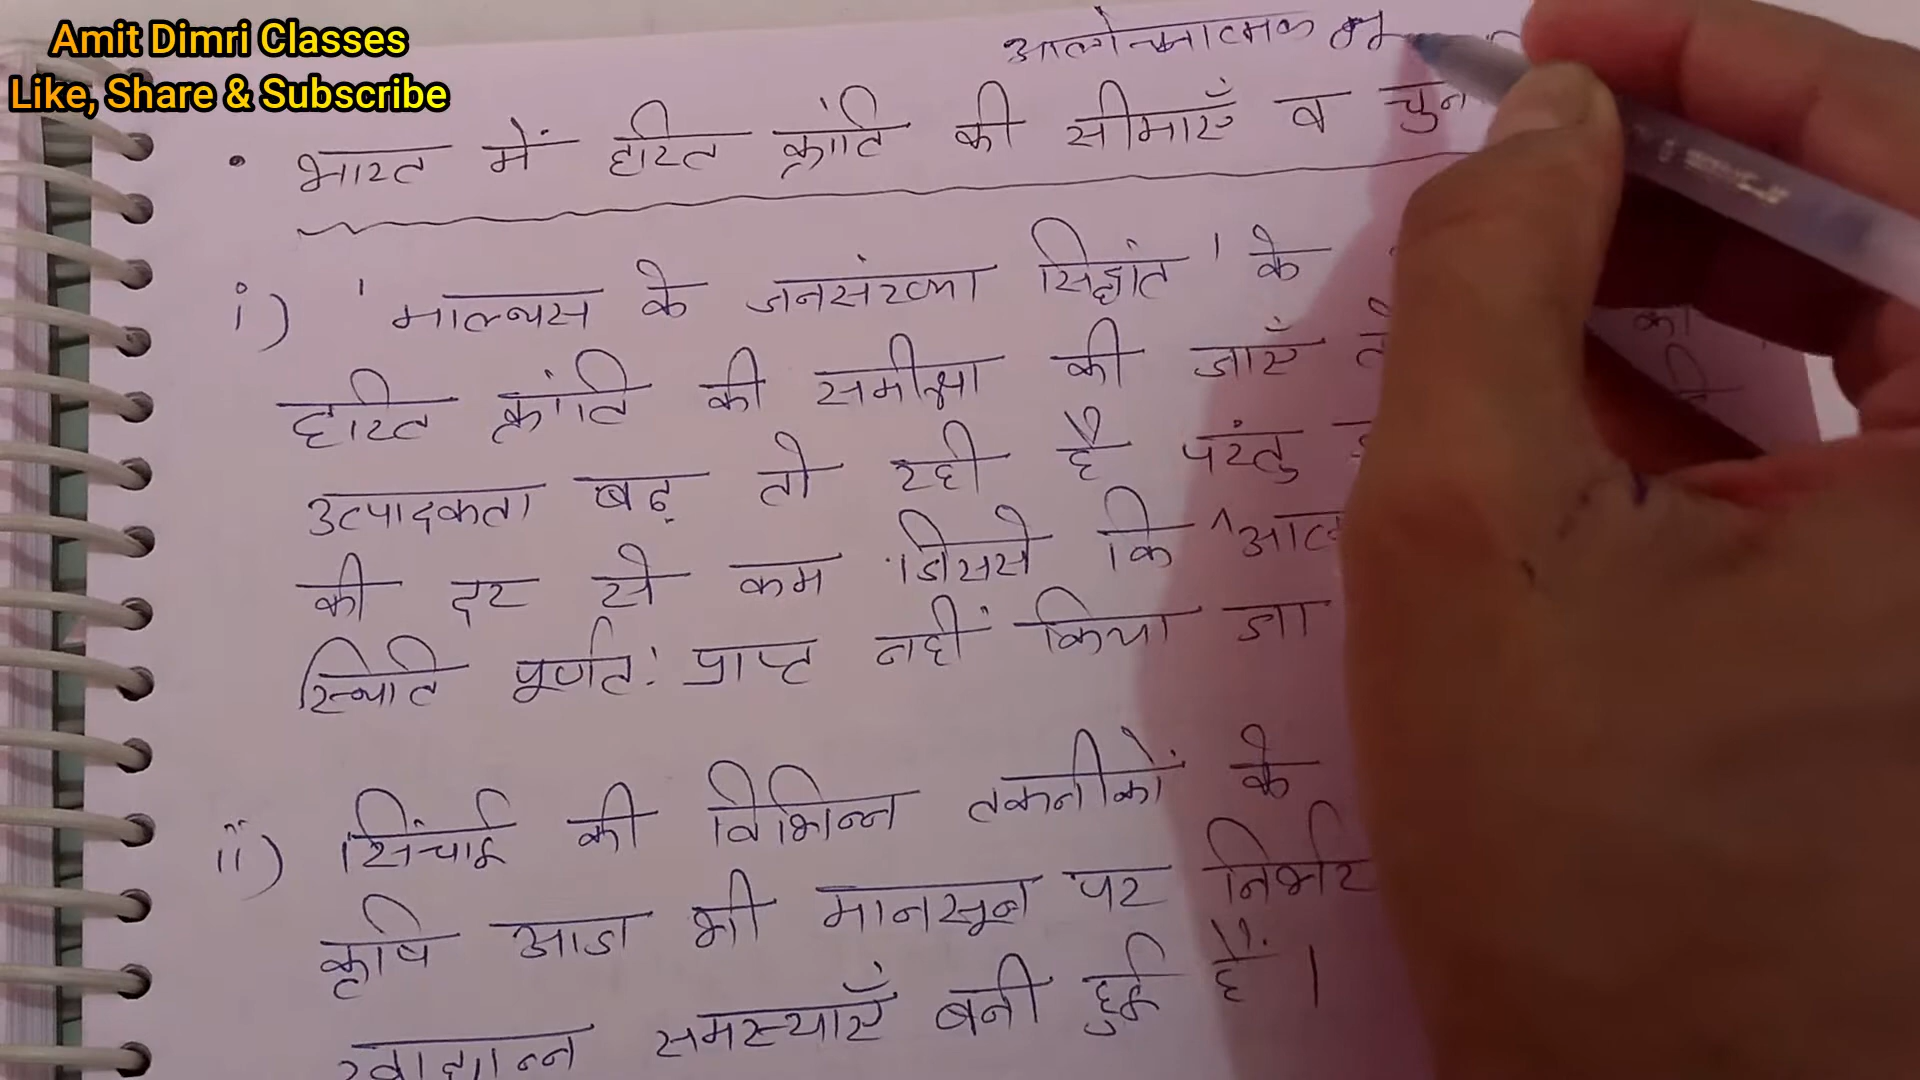 Amit Dimri Classes
Like, Share & Subscribe
आलोचनात्मक
• भारत में हरित क्रांति की सीमाएँ व
i) 'माल्थस के जनसंख्या सिद्धांत' के
हरित क्रांति की समीक्षा की जाएँ
उत्पादकता बढ़ तो रही है परंतु
की दर से कम जिससे कि
स्थिति पूर्णत: प्राप्त नहीं किया जा
ii) सिंचाई की विभिन्न तकनीकों के
कृषि आज भी मानसून पर निर्भर
खाद्यान्न समस्याएँ बनी हुई हैं।